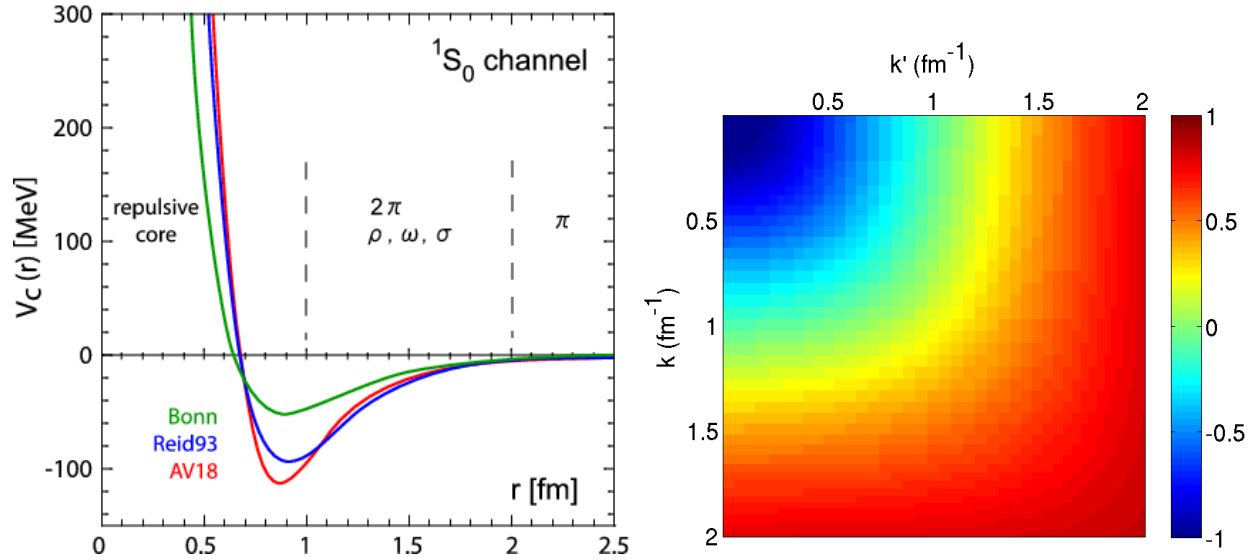 300
200
100
0
-100
V_C (r) [MeV]
^1S_0 channel
repulsive
core
2π
ρ , ω, σ
π
Bonn
Reid93
AV18
r [fm]
0 0.5 1 1.5 2 2.5
k' (fm^-1)
0.5 1 1.5 2
k (fm^-1)
0.5
1
1.5
2
1
0.5
0
-0.5
-1